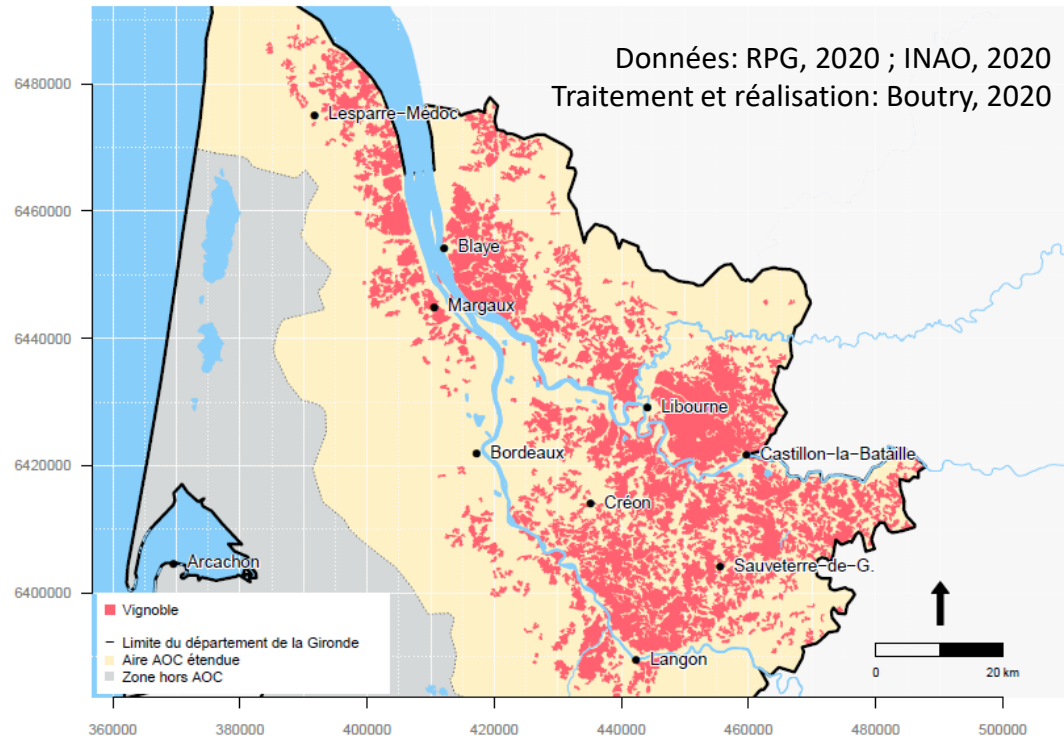 Données: RPG, 2020 ; INAO, 2020
Traitement et réalisation: Boutry, 2020
6480000
Lesparre−Médoc
6460000
Blaye
Margaux
6440000
Libourne
Bordeaux
Castillon−la−Bataille
6420000
Créon
Arcachon
Sauveterre−de−G.
6400000
Vignoble
Limite du département de la Gironde
Aire AOC étendue
Zone hors AOC
Langon
0 20 km
360000 380000 400000 420000 440000 460000 480000 500000